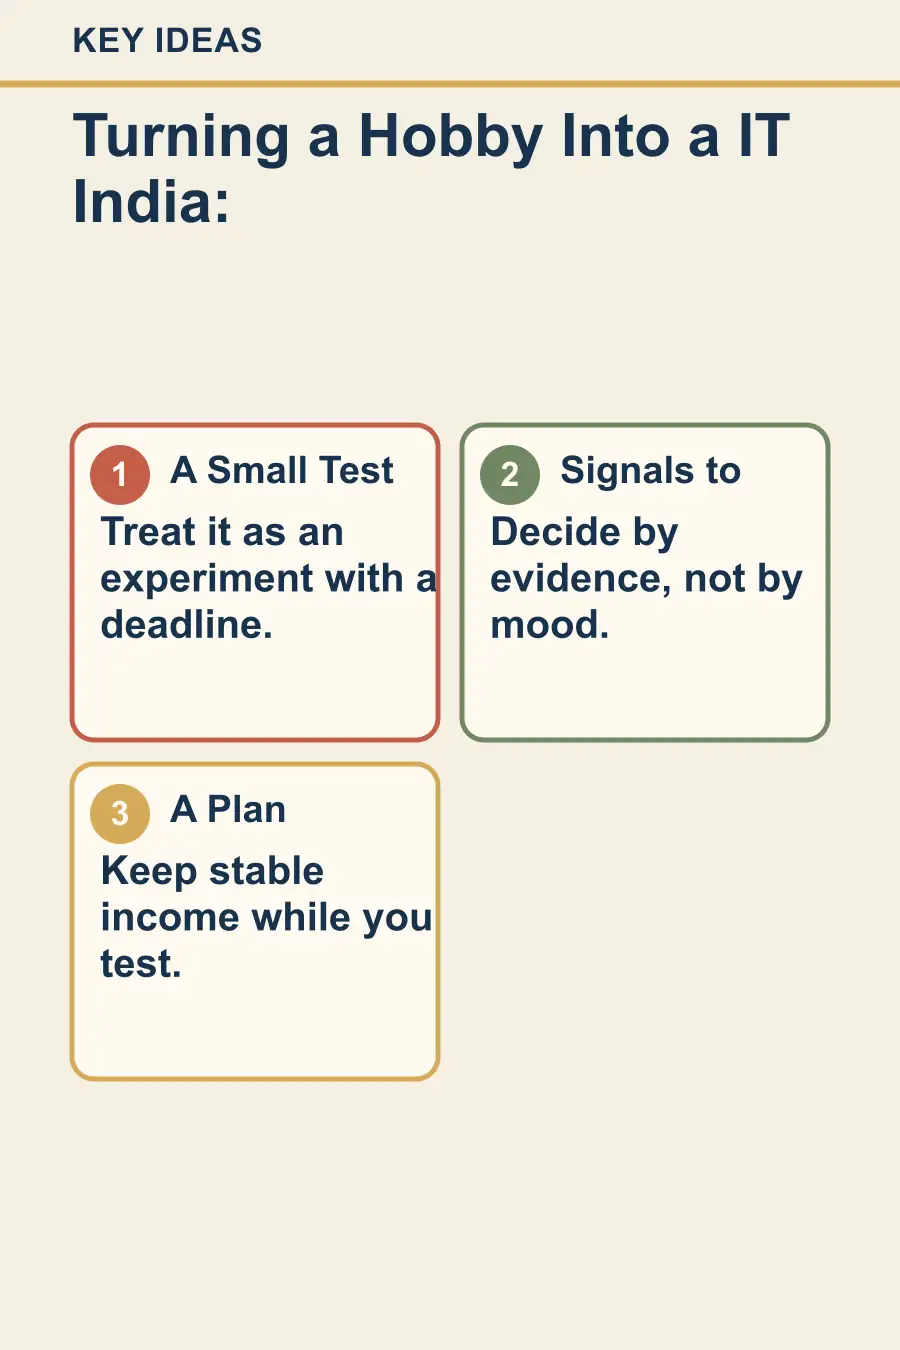 KEY IDEAS
Turning a Hobby Into a IT
India:
1 A Small Test
Treat it as an
experiment with a
deadline.
2 Signals to
Decide by
evidence, not by
mood.
3 A Plan
Keep stable
income while you
test.